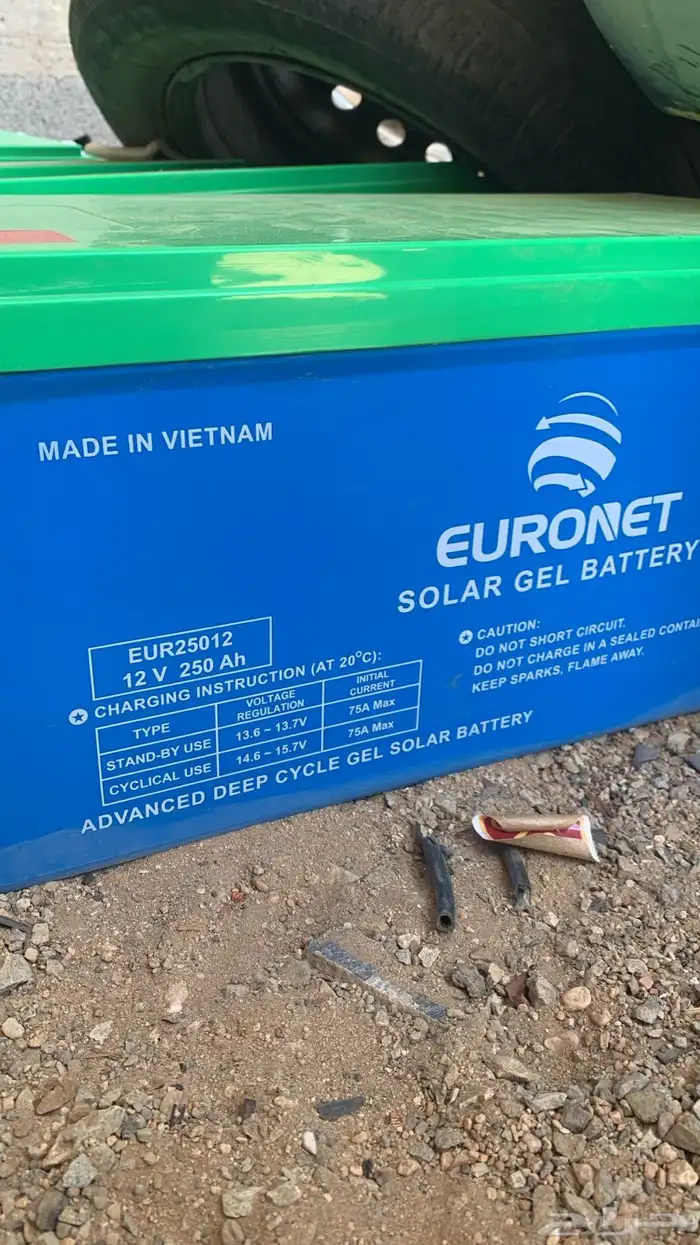 MADE IN VIETNAM
EURONET
SOLAR GEL BATTERY
EUR25012
12 V 250 Ah
CHARGING INSTRUCTION (AT 20°C):
TYPE VOLTAGE REGULATION INITIAL CURRENT
STAND-BY USE 13.6 ~ 13.7V 75A Max
CYCLICAL USE 14.6 ~ 15.7V 75A Max
ADVANCED DEEP CYCLE GEL SOLAR BATTERY
CAUTION:
DO NOT SHORT CIRCUIT.
DO NOT CHARGE IN A SEALED CONTAI
KEEP SPARKS, FLAME AWAY.
حراج